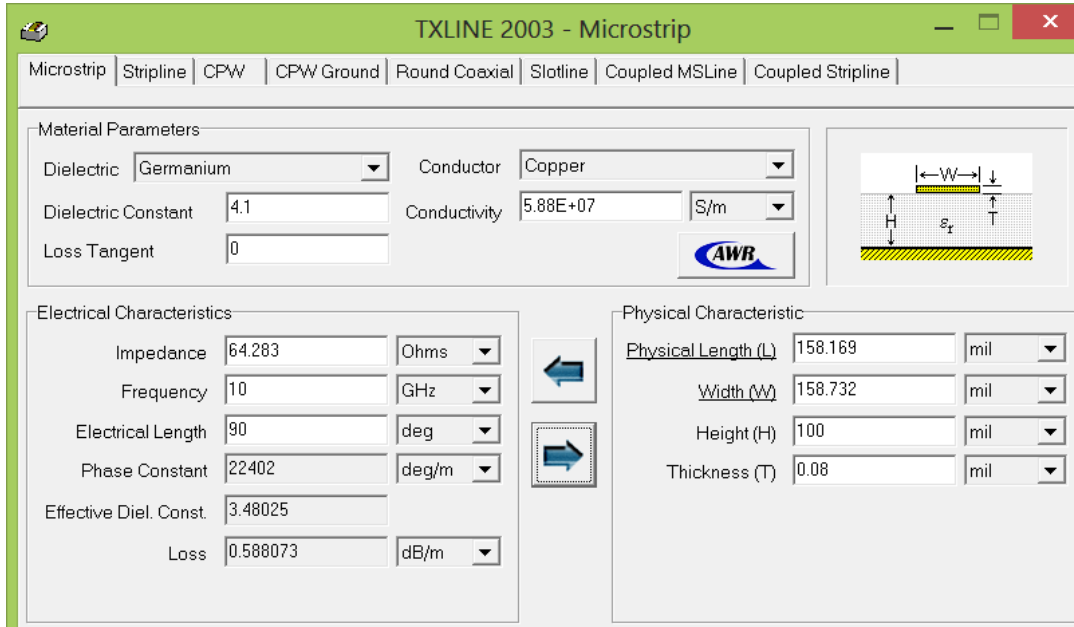 TXLINE 2003 - Microstrip
Microstrip Stripline CPW CPW Ground Round Coaxial Slotline Coupled MSLine Coupled Stripline
Material Parameters
Dielectric Germanium Conductor Copper
Dielectric Constant 4.1 Conductivity 5.88E+07 S/m
Loss Tangent 0
AWR
←W→
H εr T
Electrical Characteristics
Impedance 64.283 Ohms
Frequency 10 GHz
Electrical Length 90 deg
Phase Constant 22402 deg/m
Effective Diel. Const. 3.48025
Loss 0.588073 dB/m
Physical Characteristic
Physical Length (L) 158.169 mil
Width (W) 158.732 mil
Height (H) 100 mil
Thickness (T) 0.08 mil